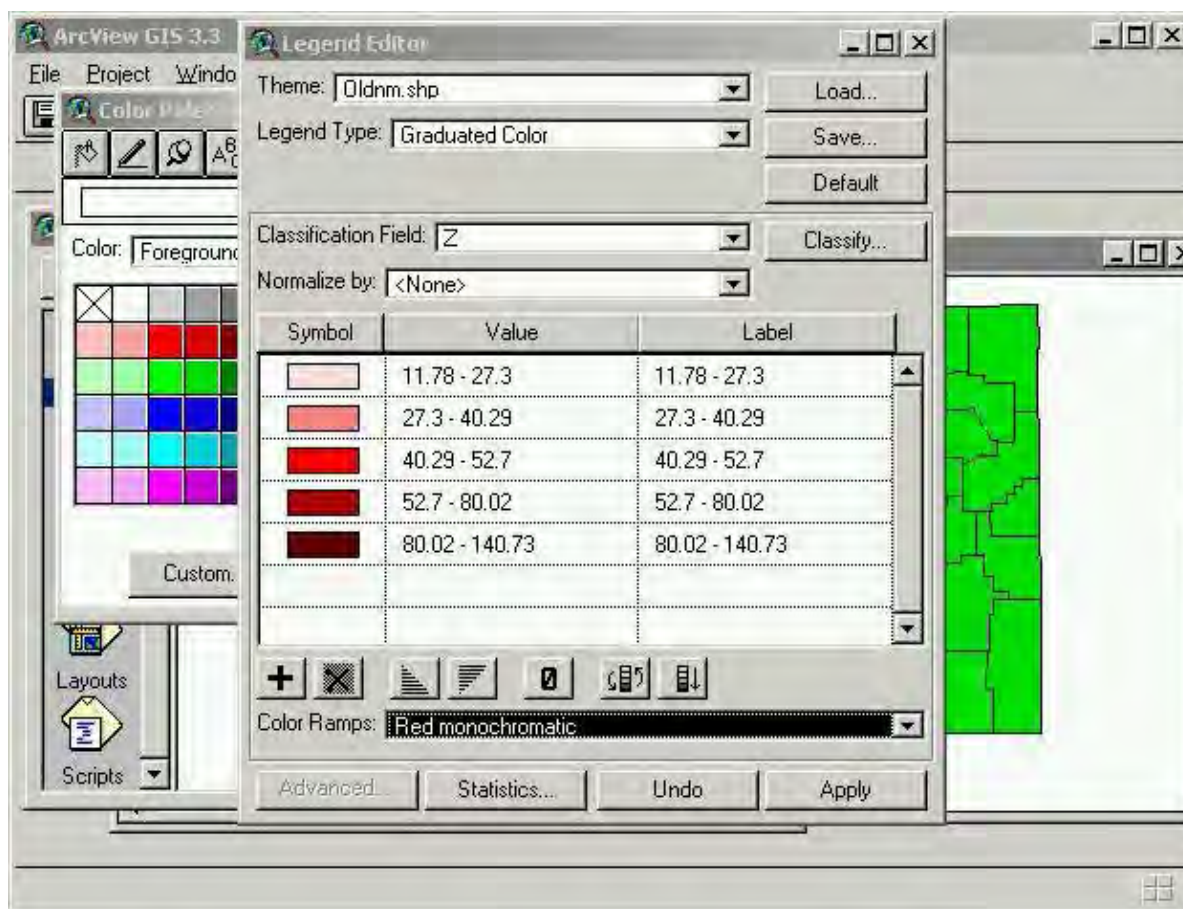 ArcView GIS 3.3
File Project Windo
Color Pale
Legend Editor
Theme: Oldnm.shp
Load...
Legend Type: Graduated Color
Save...
Default
Color: Foreground
Classification Field: Z
Classify...
Normalize by: <None>
Symbol Value Label
11.78 - 27.3 11.78 - 27.3
27.3 - 40.29 27.3 - 40.29
40.29 - 52.7 40.29 - 52.7
52.7 - 80.02 52.7 - 80.02
80.02 - 140.73 80.02 - 140.73
Custom.
Layouts
Color Ramps: Red monochromatic
Scripts
Advanced... Statistics... Undo Apply